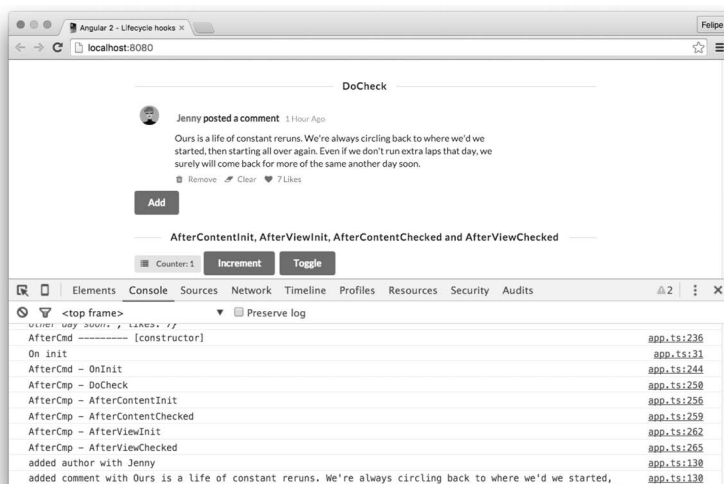 Angular 2 - Lifecycle hooks ×
Felipe
localhost:8080
DoCheck
Jenny posted a comment 1 Hour Ago
Ours is a life of constant reruns. We're always circling back to where we'd we
started, then starting all over again. Even if we don't run extra laps that day, we
surely will come back for more of the same another day soon.
Remove Clear 7 Likes
Add
AfterContentInit, AfterViewInit, AfterContentChecked and AfterViewChecked
Counter: 1 Increment Toggle
Elements Console Sources Network Timeline Profiles Resources Security Audits 2
<top frame> Preserve log
other day soon.", likes: 7}
AfterCmd --------- [constructor] app.ts:236
On init app.ts:31
AfterCmd - OnInit app.ts:244
AfterCmp - DoCheck app.ts:250
AfterCmp - AfterContentInit app.ts:256
AfterCmp - AfterContentChecked app.ts:259
AfterCmp - AfterViewInit app.ts:262
AfterCmp - AfterViewChecked app.ts:265
added author with Jenny app.ts:130
added comment with Ours is a life of constant reruns. We're always circling back to where we'd we started, app.ts:130